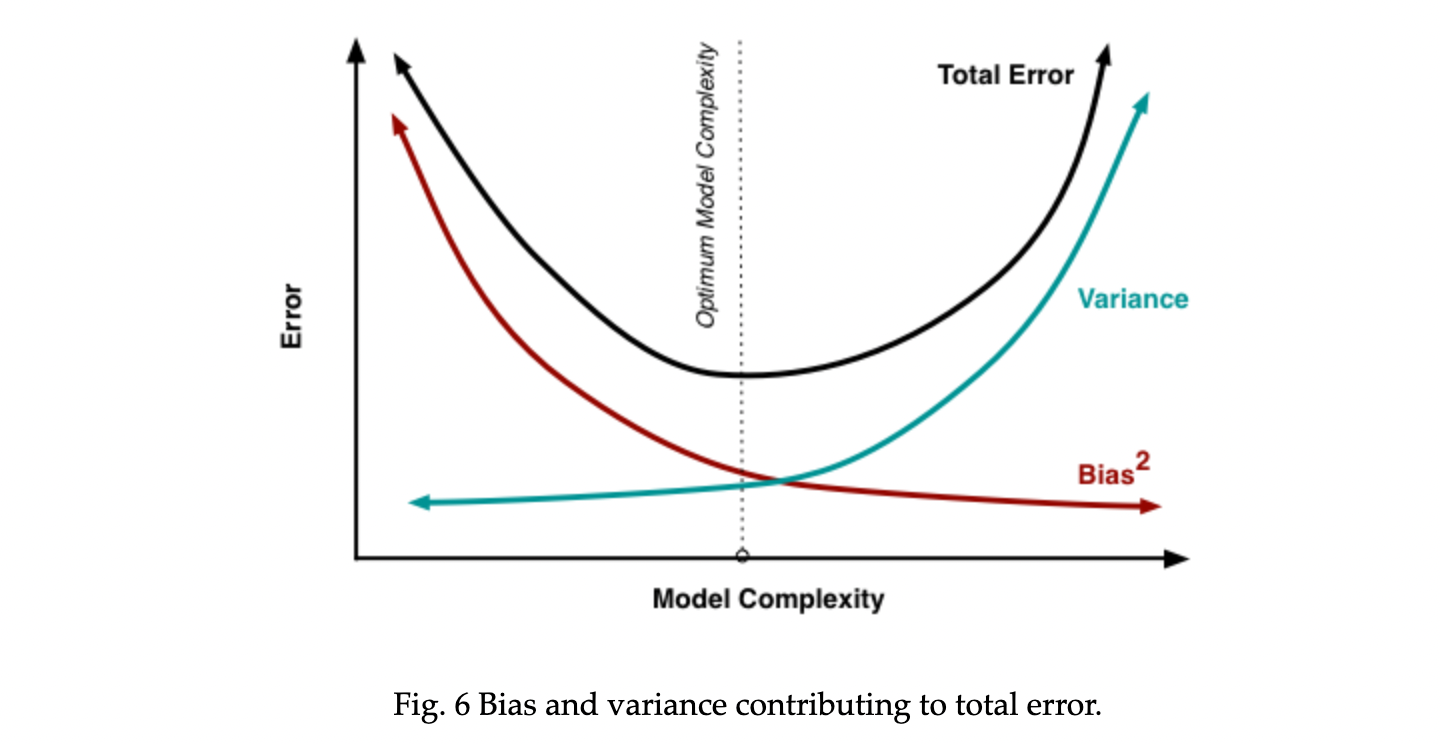 Optimum Model Complexity
Total Error
Variance
Error
Bias²
Model Complexity
Fig. 6 Bias and variance contributing to total error.